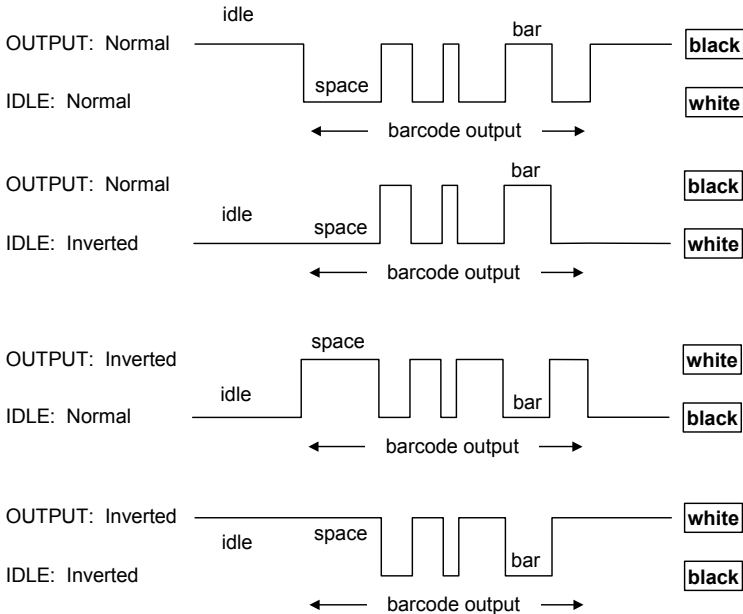 idle
OUTPUT: Normal bar black
space
IDLE: Normal white
barcode output
OUTPUT: Normal bar black
idle
space
IDLE: Inverted white
barcode output
space
OUTPUT: Inverted white
idle
bar
IDLE: Normal black
barcode output
OUTPUT: Inverted white
idle space
bar
IDLE: Inverted black
barcode output